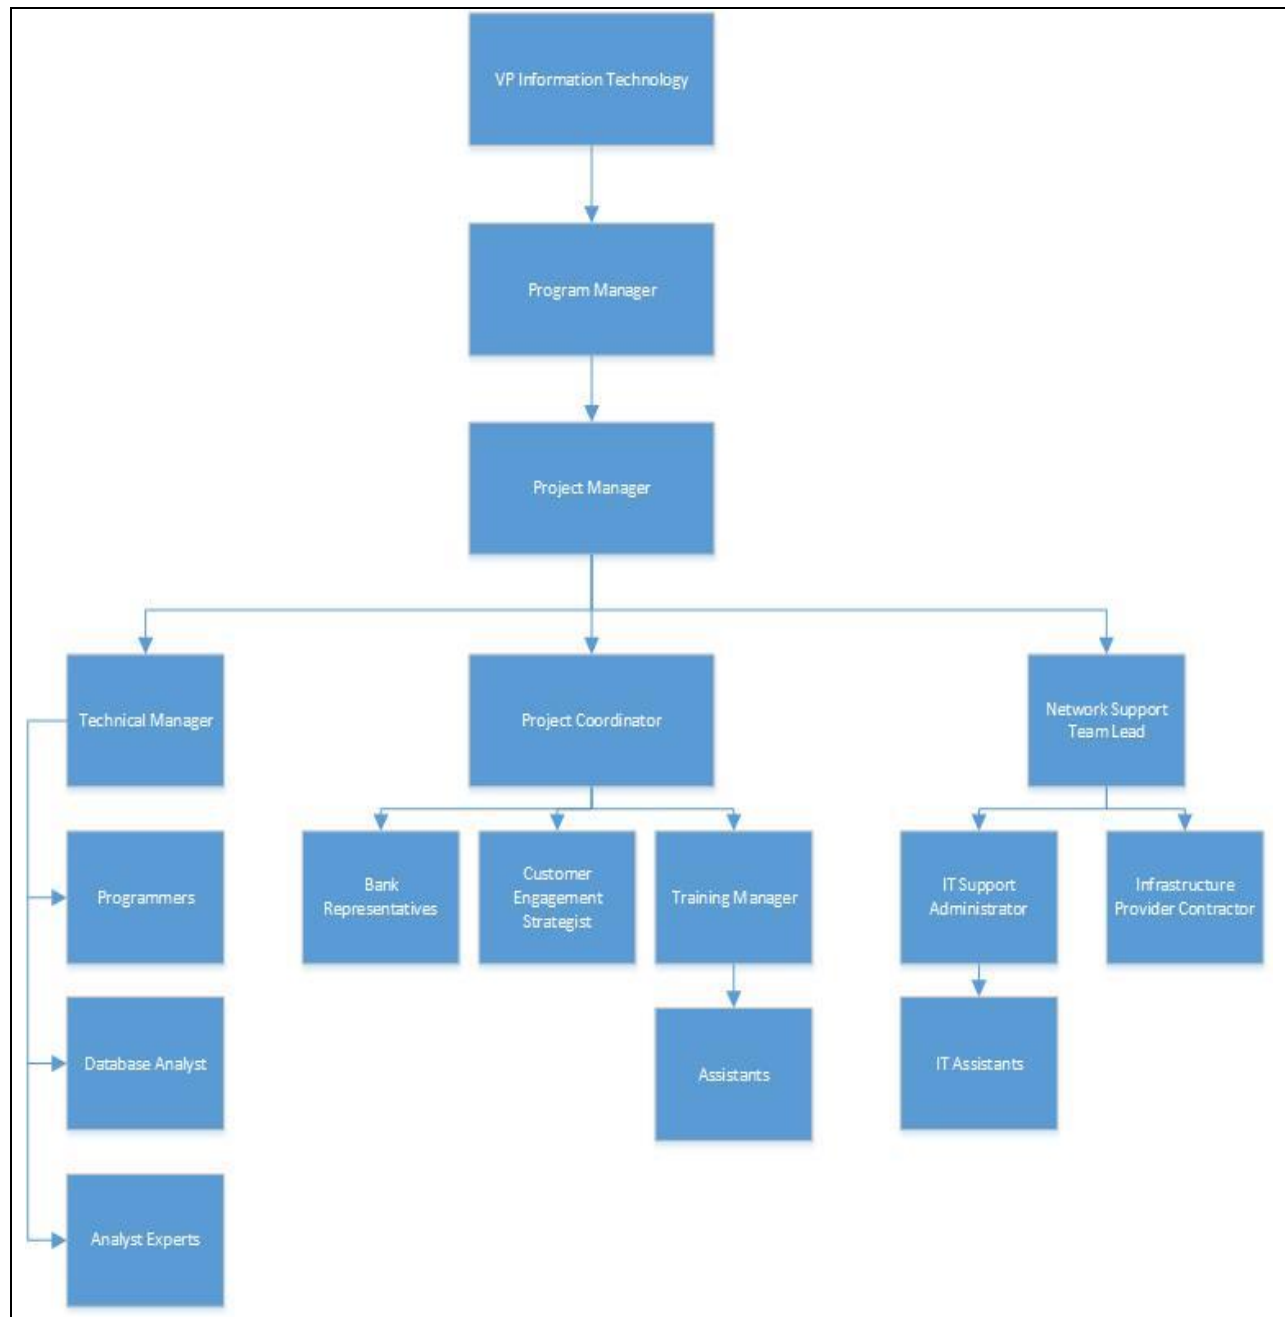 VP Information Technology
Program Manager
Project Manager
Technical Manager
Project Coordinator
Network Support
Team Lead
Programmers
Bank
Representatives
Customer
Engagement
Strategist
Training Manager
IT Support
Administrator
Infrastructure
Provider Contractor
Database Analyst
Assistants
IT Assistants
Analyst Experts